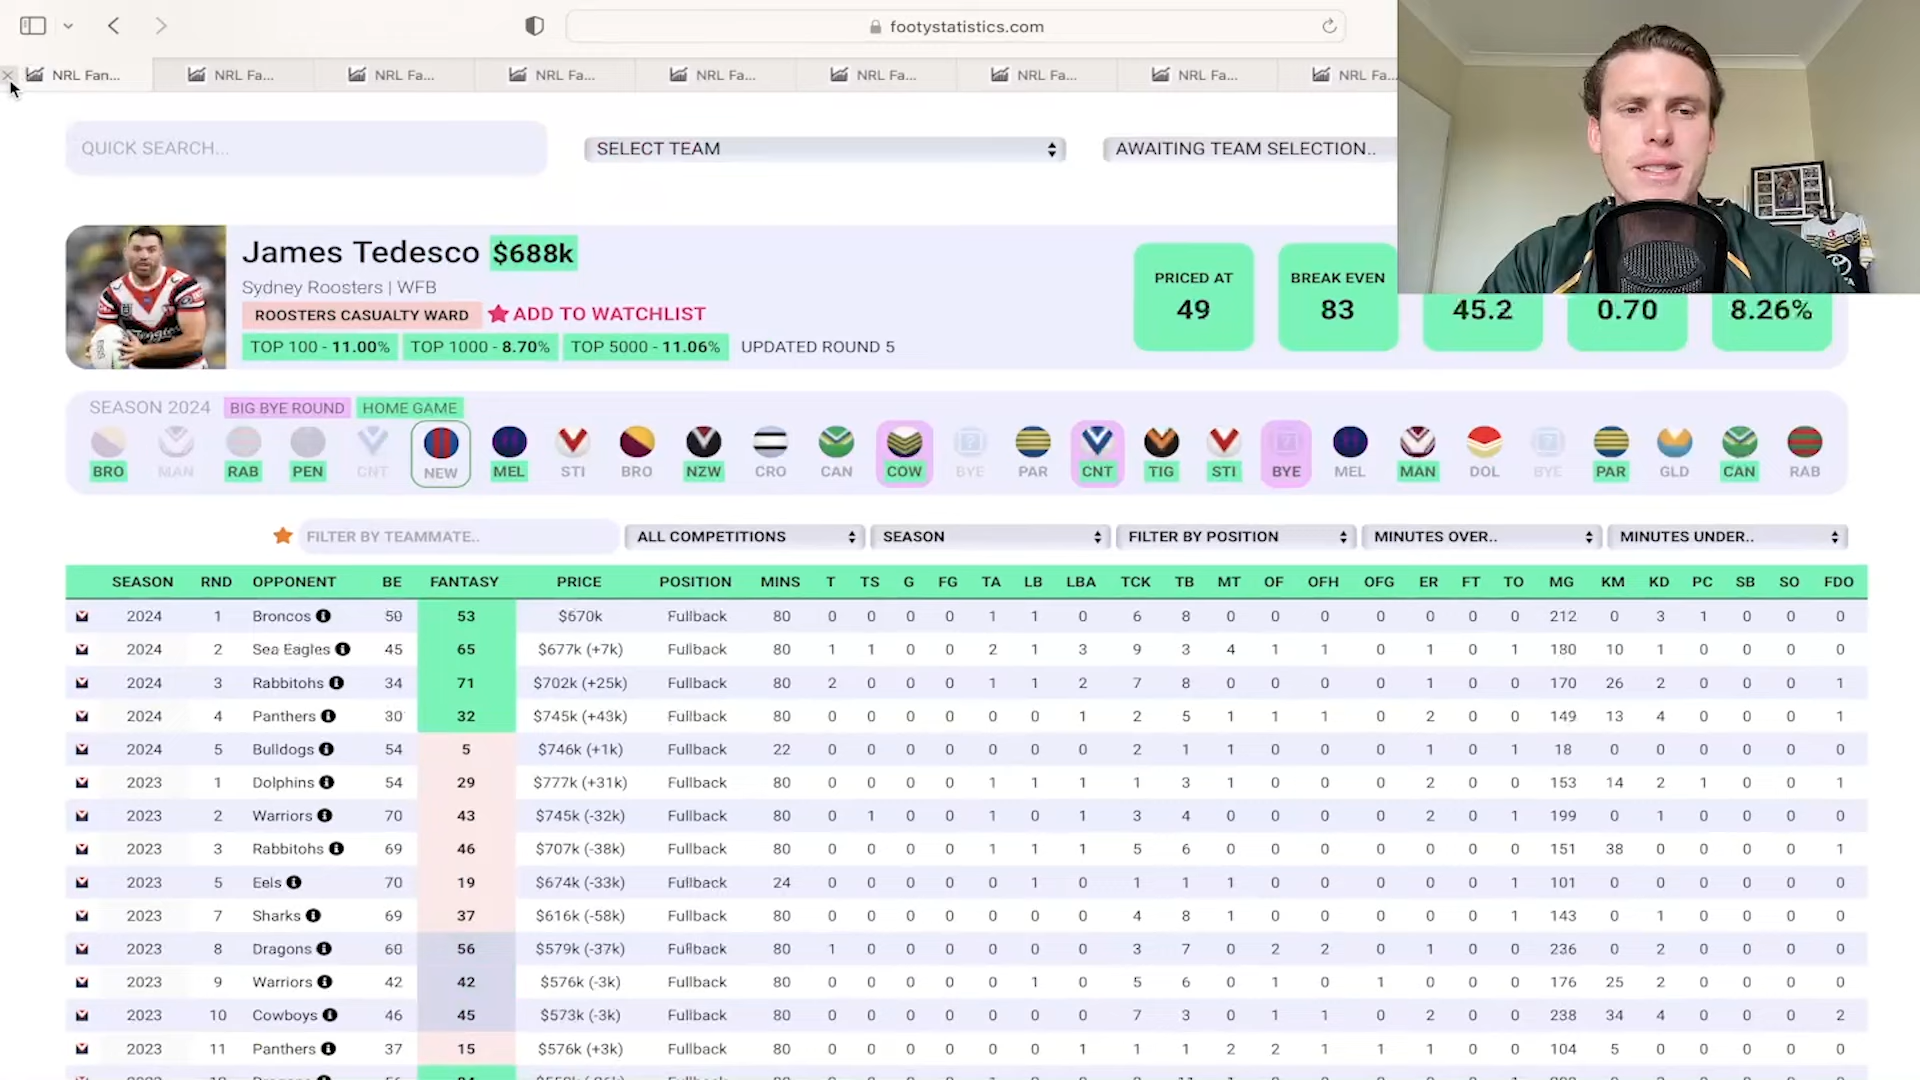 footystatistics.com
NRL Fan... NRL Fa... NRL Fa... NRL Fa... NRL Fa... NRL Fa... NRL Fa... NRL Fa... NRL Fa...
QUICK SEARCH... SELECT TEAM AWAITING TEAM SELECTION..
James Tedesco $688k
Sydney Roosters | WFB
ROOSTERS CASUALTY WARD ADD TO WATCHLIST
TOP 100 - 11.00% TOP 1000 - 8.70% TOP 5000 - 11.06% UPDATED ROUND 5
PRICED AT BREAK EVEN
49 83 45.2 0.70 8.26%
SEASON 2024 BIG BYE ROUND HOME GAME
BRO MAN RAB PEN CNT NEW MEL STI BRO NZW CRO CAN COW BYE PAR CNT TIG STI BYE MEL MAN DOL BYE PAR GLD CAN RAB
FILTER BY TEAMMATE.. ALL COMPETITIONS SEASON FILTER BY POSITION MINUTES OVER.. MINUTES UNDER..
SEASON RND OPPONENT BE FANTASY PRICE POSITION MINS T TS G FG TA LB LBA TCK TB MT OF OFH OFG ER FT TO MG KM KD PC SB SO FDO
2024 1 Broncos 50 53 $670k Fullback 80 0 0 0 0 1 1 0 6 8 0 0 0 0 0 0 0 212 0 3 1 0 0 0
2024 2 Sea Eagles 45 65 $677k (+7k) Fullback 80 1 1 0 0 2 1 3 9 3 4 1 1 0 1 0 1 180 10 1 0 0 0 0
2024 3 Rabbitohs 34 71 $702k (+25k) Fullback 80 2 0 0 0 1 1 2 7 8 0 0 0 0 1 0 0 170 26 2 0 0 0 1
2024 4 Panthers 30 32 $745k (+43k) Fullback 80 0 0 0 0 0 0 1 2 5 1 1 1 0 2 0 0 149 13 4 0 0 0 1
2024 5 Bulldogs 54 5 $746k (+1k) Fullback 22 0 0 0 0 0 0 0 2 1 1 0 0 0 1 0 1 18 0 0 0 0 0 0
2023 1 Dolphins 54 29 $777k (+31k) Fullback 80 0 0 0 0 1 1 1 1 3 1 0 0 0 2 0 0 153 14 2 1 0 0 1
2023 2 Warriors 70 43 $745k (-32k) Fullback 80 0 1 0 0 1 0 1 3 4 0 0 0 0 2 0 1 199 0 1 0 0 0 0
2023 3 Rabbitohs 69 46 $707k (-38k) Fullback 80 0 0 0 0 1 1 1 5 6 0 0 0 0 0 0 0 151 38 0 0 0 0 1
2023 5 Eels 70 19 $674k (-33k) Fullback 24 0 0 0 0 0 1 0 1 1 1 0 0 0 0 0 1 101 0 0 0 0 0 0
2023 7 Sharks 69 37 $616k (-58k) Fullback 80 0 0 0 0 0 0 0 4 8 1 0 0 0 0 0 1 143 0 1 0 0 0 0
2023 8 Dragons 60 56 $579k (-37k) Fullback 80 1 0 0 0 0 0 0 3 7 0 2 2 0 1 0 0 236 0 2 0 0 0 0
2023 9 Warriors 42 42 $576k (-3k) Fullback 80 0 0 0 0 0 1 0 5 6 0 1 0 1 0 0 0 176 25 2 0 0 0 0
2023 10 Cowboys 46 45 $573k (-3k) Fullback 80 0 0 0 0 0 0 0 7 3 0 1 1 0 2 0 0 238 34 4 0 0 0 2
2023 11 Panthers 37 15 $576k (+3k) Fullback 80 0 0 0 0 0 0 1 1 1 2 2 1 1 1 0 0 104 5 0 0 0 0 0